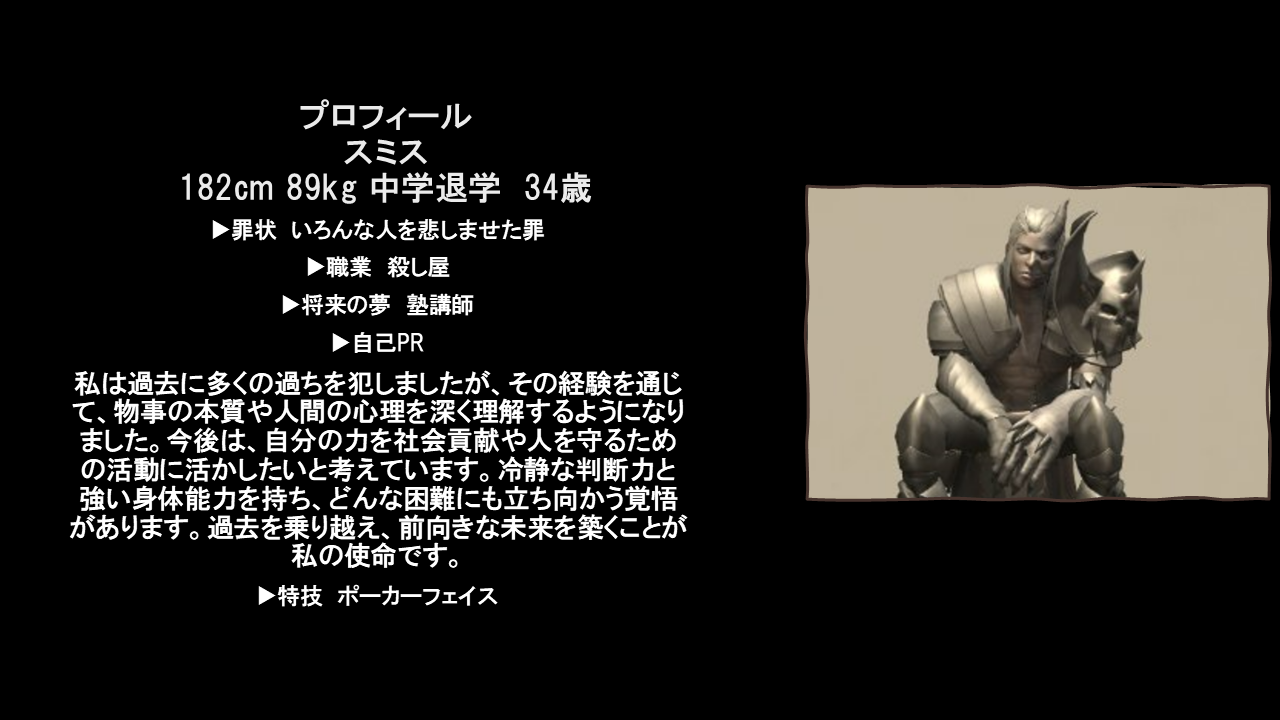 プロフィール
スミス
182cm 89kg 中学退学　34歳
▶罪状　いろんな人を悲しませた罪
▶職業　殺し屋
▶将来の夢　塾講師
▶自己PR
私は過去に多くの過ちを犯しましたが、その経験を通じ
て、物事の本質や人間の心理を深く理解するようになり
ました。今後は、自分の力を社会貢献や人を守るため
の活動に活かしたいと考えています。冷静な判断力と
強い身体能力を持ち、どんな困難にも立ち向かう覚悟
があります。過去を乗り越え、前向きな未来を築くことが
私の使命です。
▶特技　ポーカーフェイス